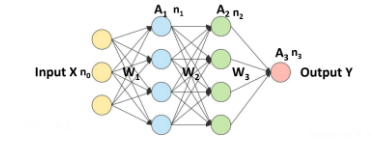 A₁ n₁
A₂ n₂
A₃ n₃
Input X n₀
W₁
W₂
W₃
Output Y